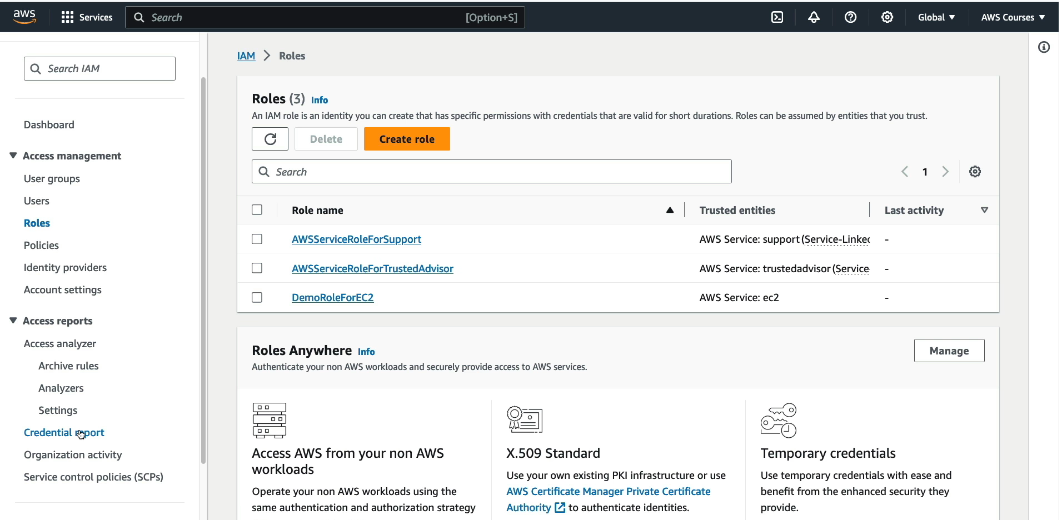 aws
Services
Search
[Option+S]
Global
AWS Courses
Search IAM
Dashboard
Access management
User groups
Users
Roles
Policies
Identity providers
Account settings
Access reports
Access analyzer
Archive rules
Analyzers
Settings
Credential report
Organization activity
Service control policies (SCPs)
IAM > Roles
Roles (3) Info
An IAM role is an identity you can create that has specific permissions with credentials that are valid for short durations. Roles can be assumed by entities that you trust.
Delete
Create role
Search
1
Role name
Trusted entities
Last activity
AWSServiceRoleForSupport
AWS Service: support (Service-Linked
-
AWSServiceRoleForTrustedAdvisor
AWS Service: trustedadvisor (Service
-
DemoRoleForEC2
AWS Service: ec2
-
Roles Anywhere Info
Authenticate your non AWS workloads and securely provide access to AWS services.
Manage
Access AWS from your non AWS
workloads
Operate your non AWS workloads using the
same authentication and authorization strategy
X.509 Standard
Use your own existing PKI infrastructure or use
AWS Certificate Manager Private Certificate
Authority to authenticate identities.
Temporary credentials
Use temporary credentials with ease and
benefit from the enhanced security they
provide.